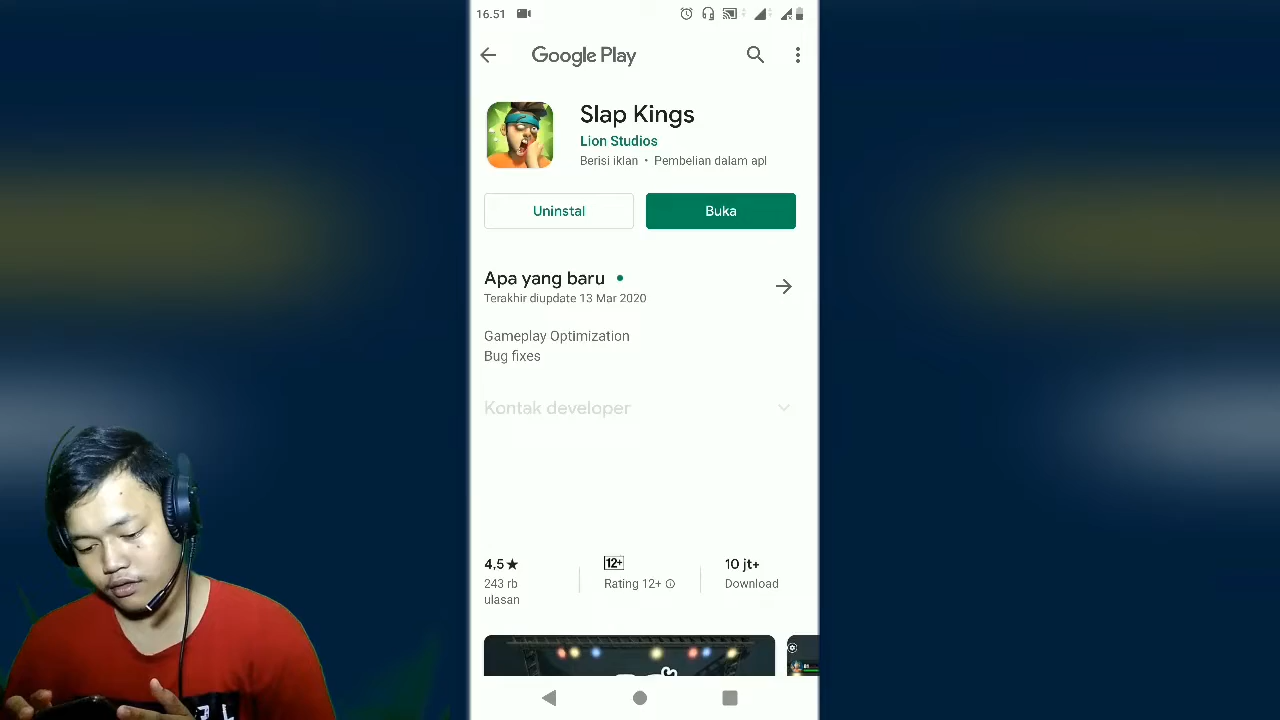 16.51
Google Play
Slap Kings
Lion Studios
Berisi iklan • Pembelian dalam apl
Uninstal
Buka
Apa yang baru
Terakhir diupdate 13 Mar 2020
Gameplay Optimization
Bug fixes
Kontak developer
4,5★
243 rb
ulasan
12+
Rating 12+
10 jt+
Download